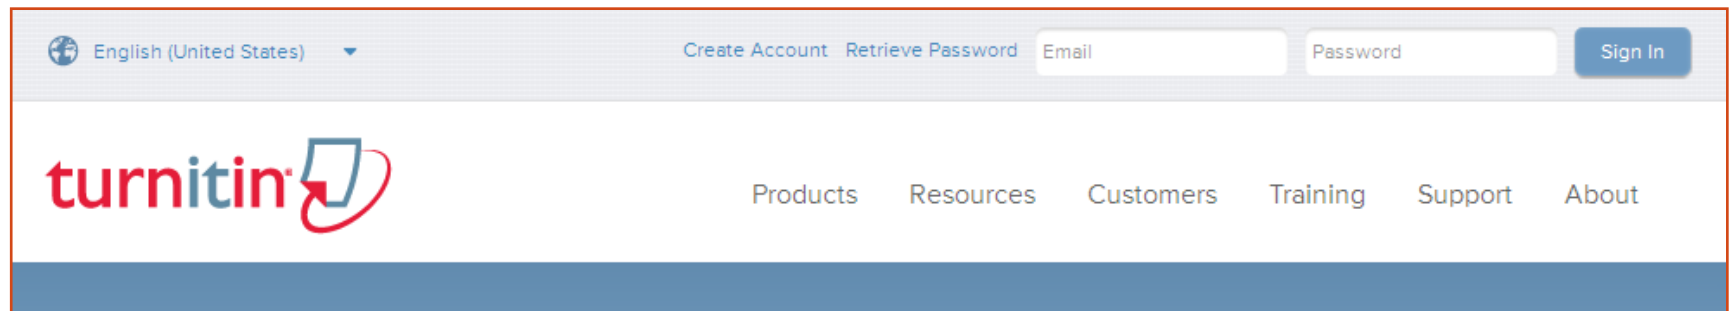 English (United States) Create Account Retrieve Password Email Password Sign In
turnitin Products Resources Customers Training Support About